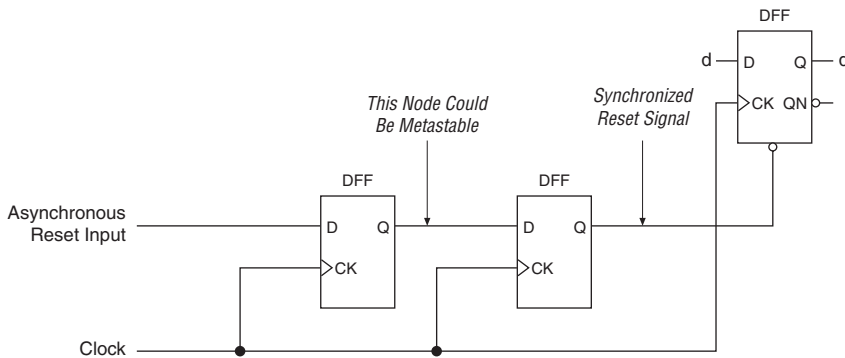 DFF
d
D
Q
d
CK
QN
This Node Could
Be Metastable
Synchronized
Reset Signal
DFF
DFF
Asynchronous
Reset Input
D
Q
D
Q
CK
CK
Clock